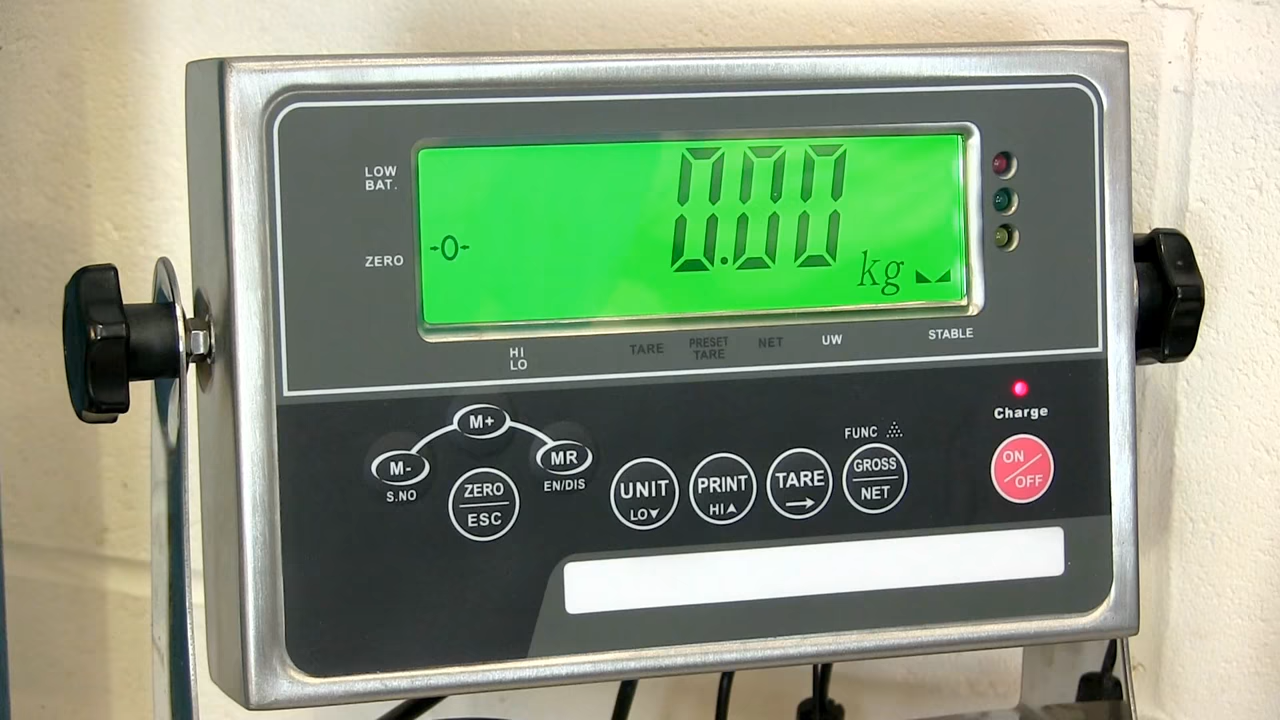 LOW
BAT.
0.00
ZERO
→0←
kg
HI
LO
TARE
PRESET
TARE
NET
UW
STABLE
Charge
M+
M-
S.NO
MR
EN/DIS
ZERO
ESC
UNIT
LO▼
PRINT
HI▲
TARE
→
FUNC
GROSS
NET
ON
OFF